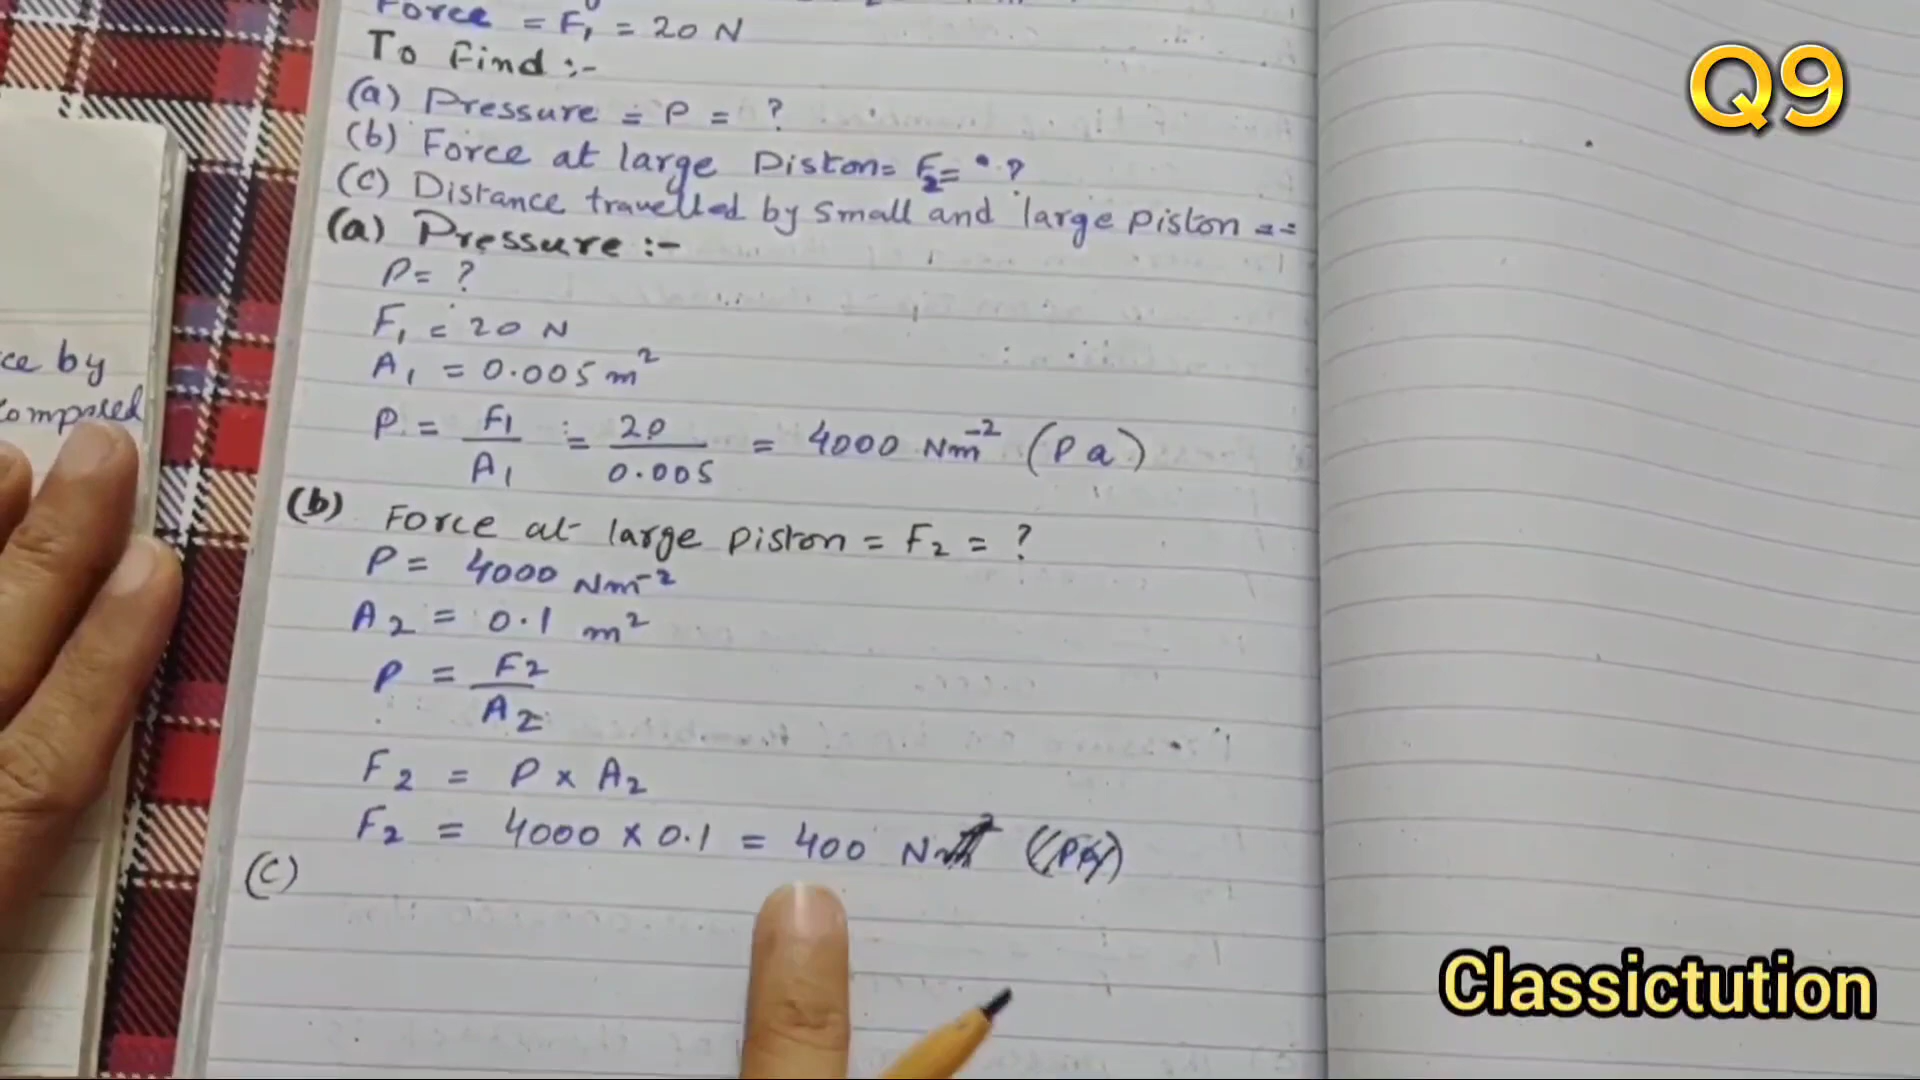 Force = F₁ = 20 N
To Find :-
(a) Pressure = P = ?
(b) Force at large Diston = F₂ = ?
(c) Distance travelled by small and large piston ==
(a) Pressure :-
P = ?
F₁ = 20 N
A₁ = 0.005 m²
P = F₁/A₁ = 20/0.005 = 4000 Nm⁻² (Pa)
(b) Force at large piston = F₂ = ?
P = 4000 Nm⁻²
A₂ = 0.1 m²
P = F₂/A₂
F₂ = P × A₂
F₂ = 4000 × 0.1 = 400 N
(C)
ce by
Composed
Q9
Classictution